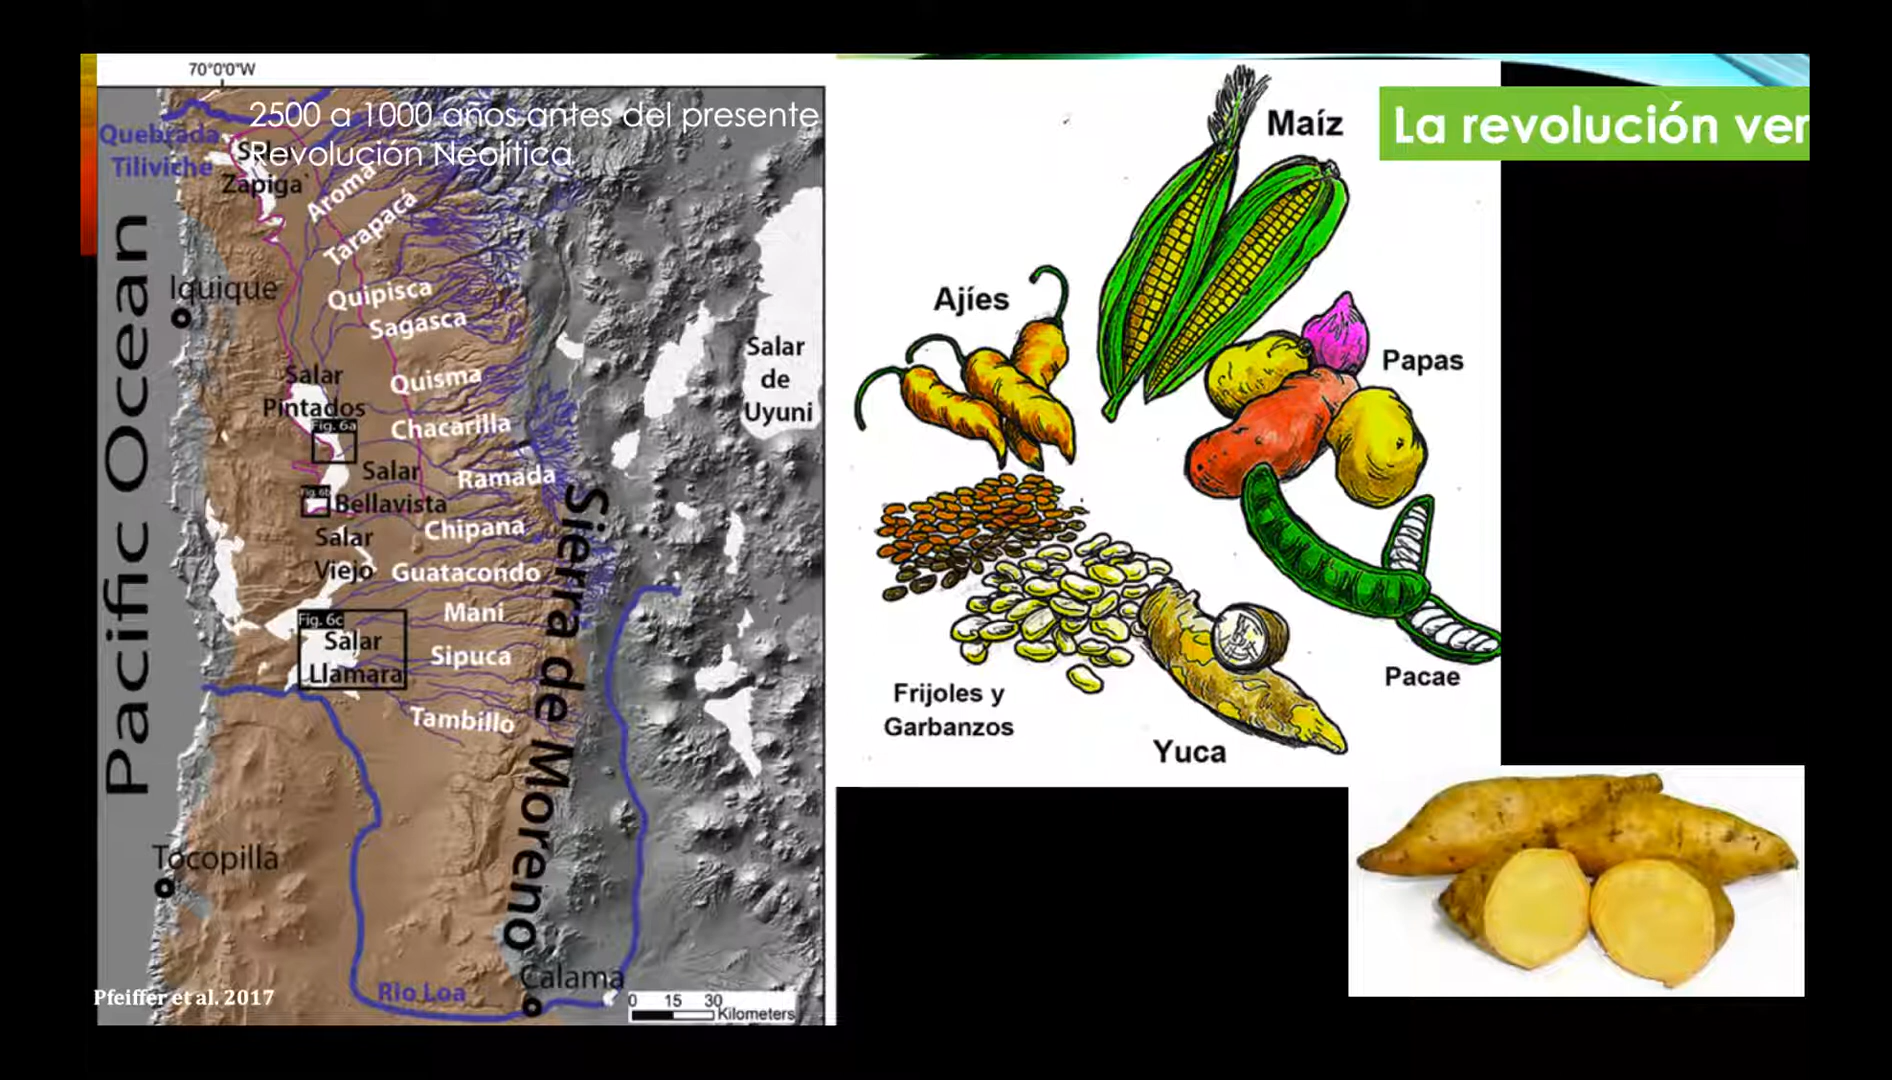 70°0'0"W
2500 a 1000 años antes del presente
Revolución Neolítica
La revolución ver
Quebrada
Tiliviche
Salar
Zapiga
Aroma
Tarapacá
Iquique
Quipisca
Sagasca
Pacific Ocean
Salar
Pintados
Fig. 6a
Quisma
Chacarilla
Salar
de
Uyuni
Salar
Bellavista
Fig. 6b
Ramada
Salar
Viejo
Chipana
Guatacondo
Mani
Fig. 6c
Salar
Llamara
Sipuca
Tambillo
Sierra de Moreno
Tocopilla
Calama
Rio Loa
Pfeiffer et al. 2017
0 15 30
Kilometers
Maíz
Ajíes
Papas
Frijoles y
Garbanzos
Yuca
Pacae